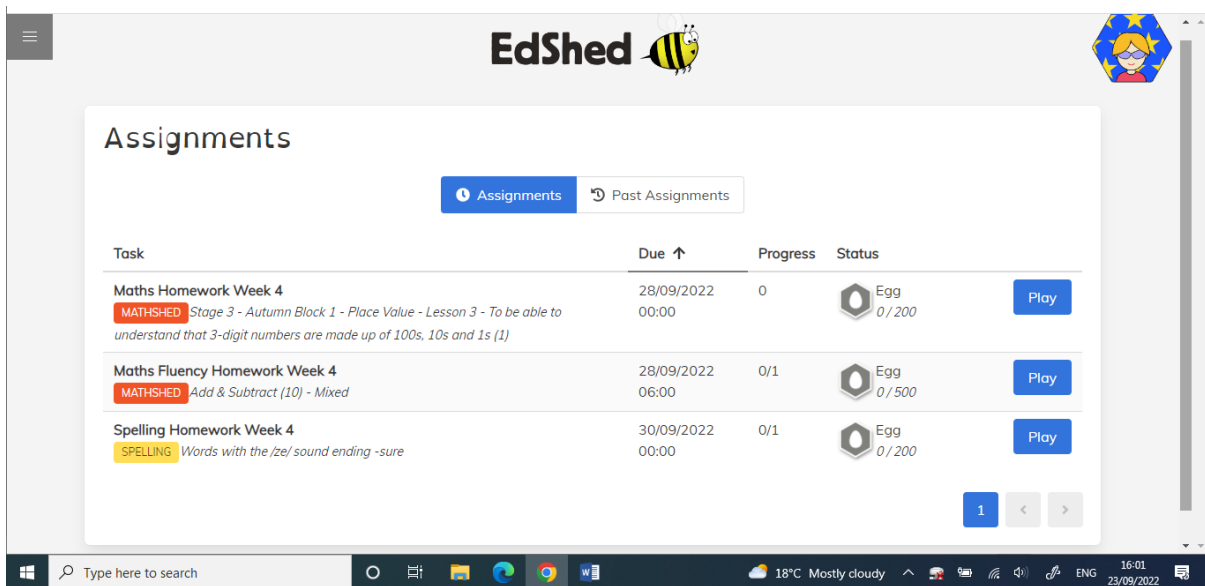 EdShed
Assignments
Assignments Past Assignments
Task Due Progress Status
Maths Homework Week 4 28/09/2022 0 Egg Play
MATHSHED Stage 3 - Autumn Block 1 - Place Value - Lesson 3 - To be able to 00:00 0 / 200
understand that 3-digit numbers are made up of 100s, 10s and 1s (1)
Maths Fluency Homework Week 4 28/09/2022 0/1 Egg Play
MATHSHED Add & Subtract (10) - Mixed 06:00 0 / 500
Spelling Homework Week 4 30/09/2022 0/1 Egg Play
SPELLING Words with the /ze/ sound ending -sure 00:00 0 / 200
1 < >
Type here to search 18°C Mostly cloudy ENG 16:01
23/09/2022